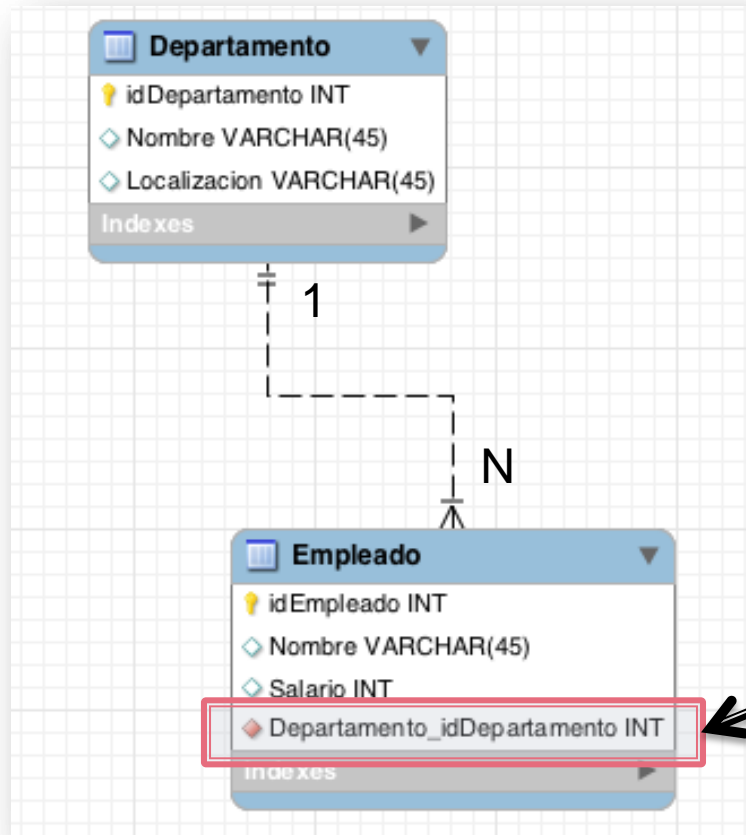 Departamento
idDepartamento INT
Nombre VARCHAR(45)
Localizacion VARCHAR(45)
Indexes
1
N
Empleado
idEmpleado INT
Nombre VARCHAR(45)
Salario INT
Departamento_idDepartamento INT
Indexes